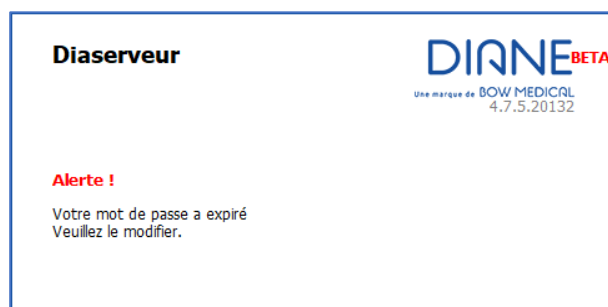 Diaserveur
DIANE BETA
Une marque de BOW MEDICAL
4.7.5.20132
Alerte !
Votre mot de passe a expiré
Veuillez le modifier.